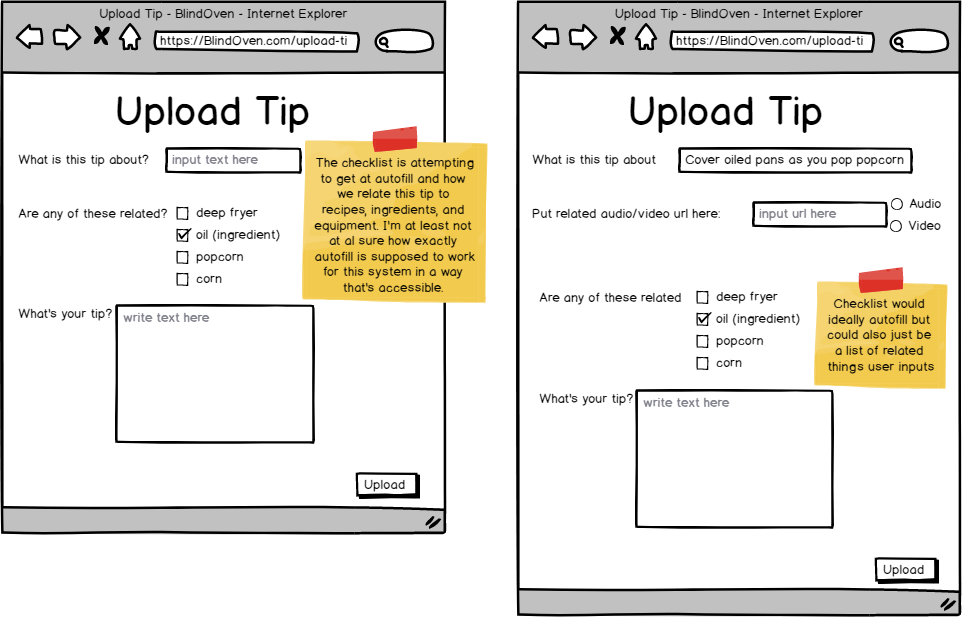 Upload Tip - BlindOven - Internet Explorer
https://BlindOven.com/upload-ti
Upload Tip
What is this tip about?
input text here
Are any of these related?
deep fryer
oil (ingredient)
popcorn
corn
The checklist is attempting
to get at autofill and how
we relate this tip to
recipes, ingredients, and
equipment. I'm at least not
at al sure how exactly
autofill is supposed to work
for this system in a way
that's accessible.
What's your tip?
write text here
Upload
Upload Tip - BlindOven - Internet Explorer
https://BlindOven.com/upload-ti
Upload Tip
What is this tip about
Cover oiled pans as you pop popcorn
Put related audio/video url here:
input url here
Audio
Video
Are any of these related
deep fryer
oil (ingredient)
popcorn
corn
Checklist would
ideally autofill but
could also just be
a list of related
things user inputs
What's your tip?
write text here
Upload